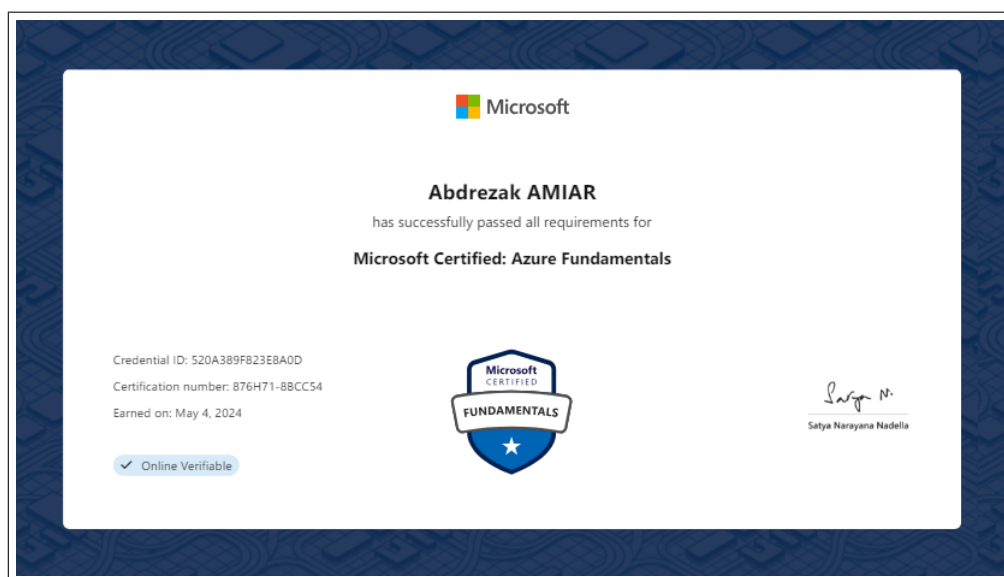 Microsoft
Abdrezak AMIAR
has successfully passed all requirements for
Microsoft Certified: Azure Fundamentals
Credential ID: 520A389F823E8A0D
Certification number: 876H71-8BCC54
Earned on: May 4, 2024
✓ Online Verifiable
Microsoft
CERTIFIED
FUNDAMENTALS
Satya N.
Satya Narayana Nadella